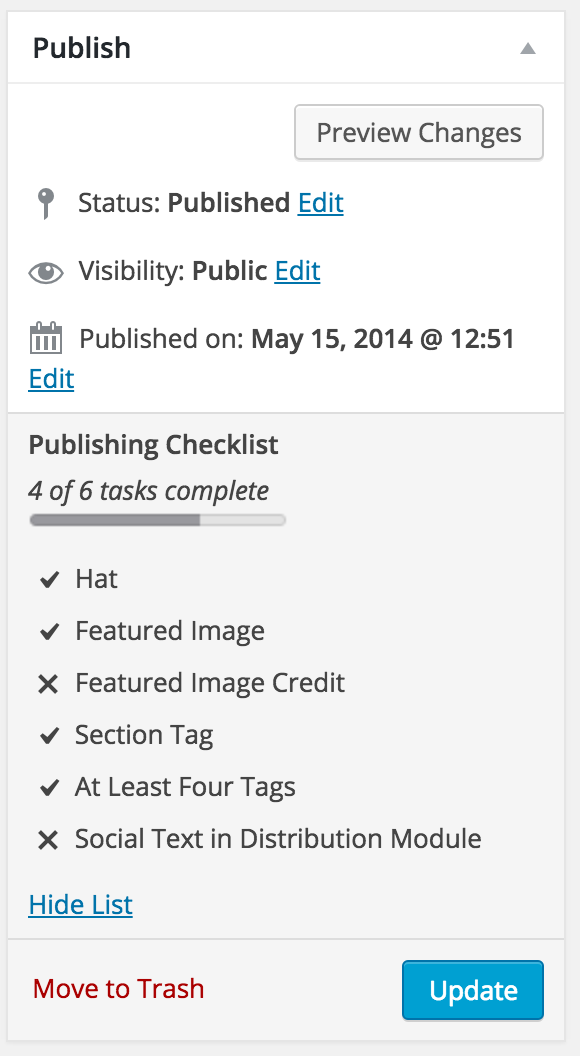 Publish
Preview Changes
Status: Published Edit
Visibility: Public Edit
Published on: May 15, 2014 @ 12:51
Edit
Publishing Checklist
4 of 6 tasks complete
Hat
Featured Image
Featured Image Credit
Section Tag
At Least Four Tags
Social Text in Distribution Module
Hide List
Move to Trash
Update